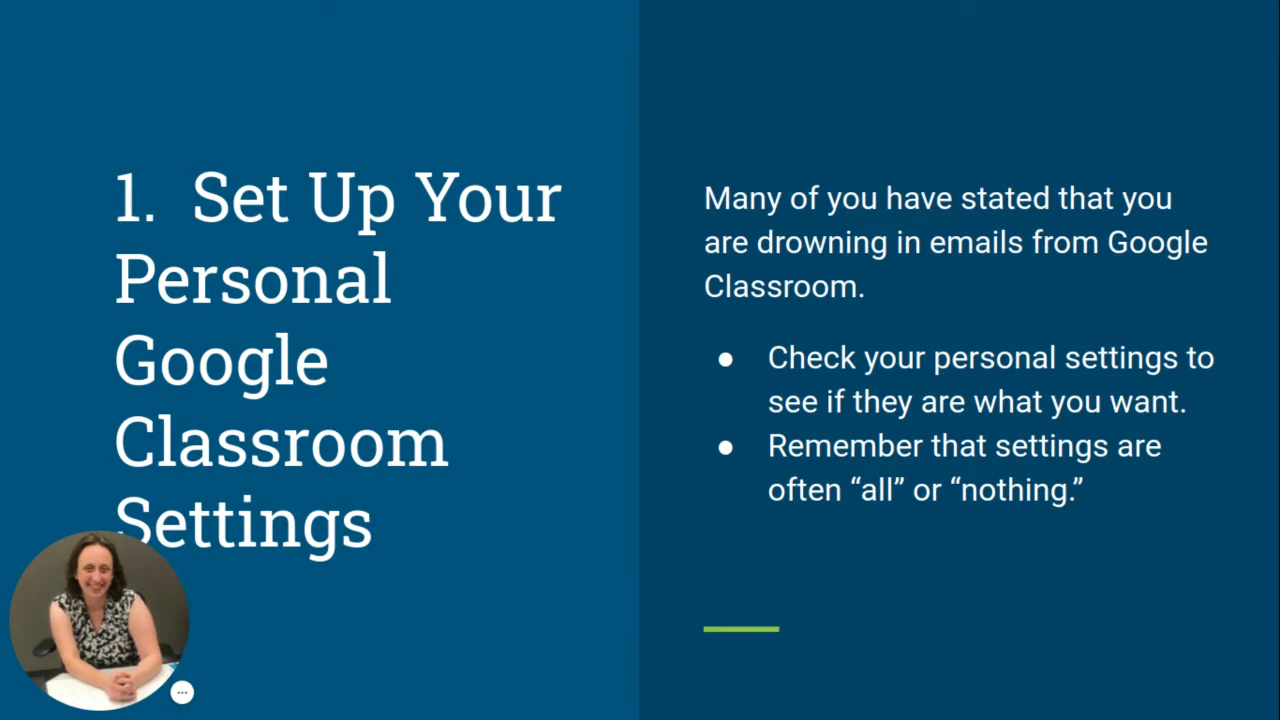 1. Set Up Your
Personal
Google
Classroom
Settings
Many of you have stated that you
are drowning in emails from Google
Classroom.
● Check your personal settings to
see if they are what you want.
● Remember that settings are
often “all” or “nothing.”